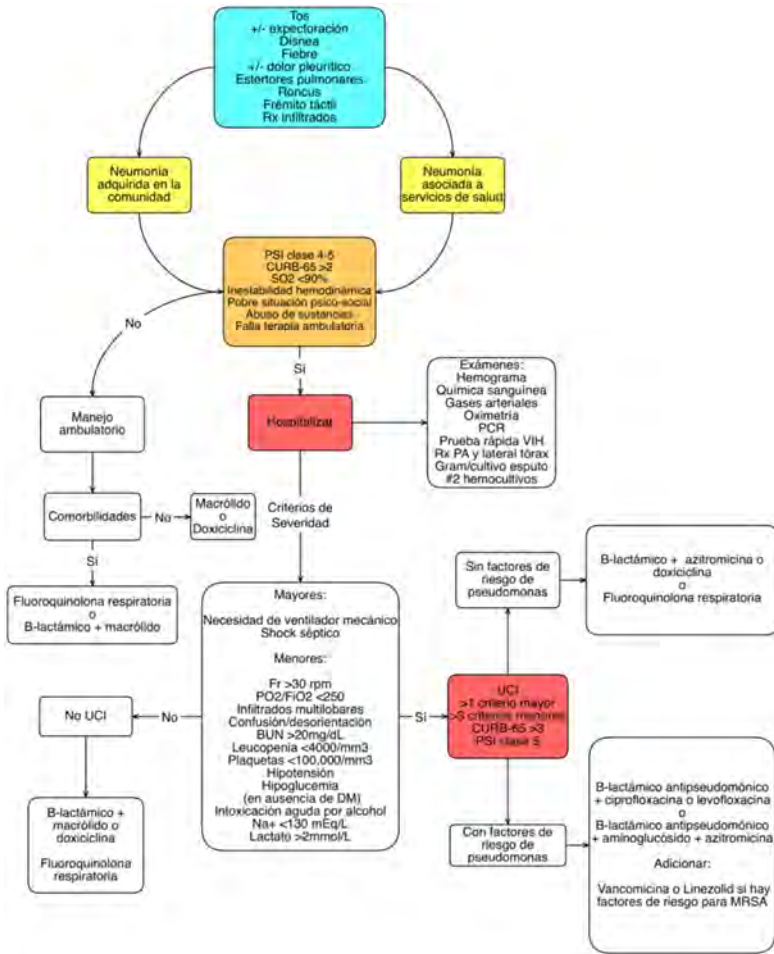 Tos
+/- expectoración
Disnea
Fiebre
+/- dolor pleurítico
Estertores pulmonares
Roncus
Frémito táctil
Rx infiltrados
Neumonía
adquirida en la
comunidad
Neumonía
asociada a
servicios de salud
PSI clase 4-5
CURB-65 >2
SO2 <90%
Inestabilidad hemodinámica
Pobre situación psico-social
Abuso de sustancias
Falla terapia ambulatoria
No
Sí
Manejo
ambulatorio
Hospitalizar
Exámenes:
Hemograma
Química sanguínea
Gases arteriales
Oximetría
PCR
Prueba rápida VIH
Rx PA y lateral tórax
Gram/cultivo esputo
#2 hemocultivos
Comorbilidades
No
Macrólido
o
Doxiciclina
Criterios de
Severidad
Sí
Fluoroquinolona respiratoria
o
B-lactámico + macrólido
Mayores:
Necesidad de ventilador mecánico
Shock séptico
Menores:
Fr >30 rpm
PO2/FiO2 <250
Infiltrados multilobares
Confusión/desorientación
BUN >20mg/dL
Leucopenia <4000/mm3
Plaquetas <100,000/mm3
Hipotensión
Hipoglucemia
(en ausencia de DM)
Intoxicación aguda por alcohol
Na+ <130 mEq/L
Lactato >2mmol/L
No
No UCI
B-lactámico +
macrólido o
doxiciclina
Fluoroquinolona
respiratoria
Sí
UCI
>1 criterio mayor
>3 criterios menores
CURB-65 >3
PSI clase 5
Sin factores de
riesgo de
pseudomonas
B-lactámico + azitromicina o
doxiciclina
o
Fluoroquinolona respiratoria
Con factores de
riesgo de
pseudomonas
B-lactámico antipseudomónico
+ ciprofloxacina o levofloxacina
o
B-lactámico antipseudomónico
+ aminoglucósido + azitromicina
Adicionar:
Vancomicina o Linezolid si hay
factores de riesgo para MRSA